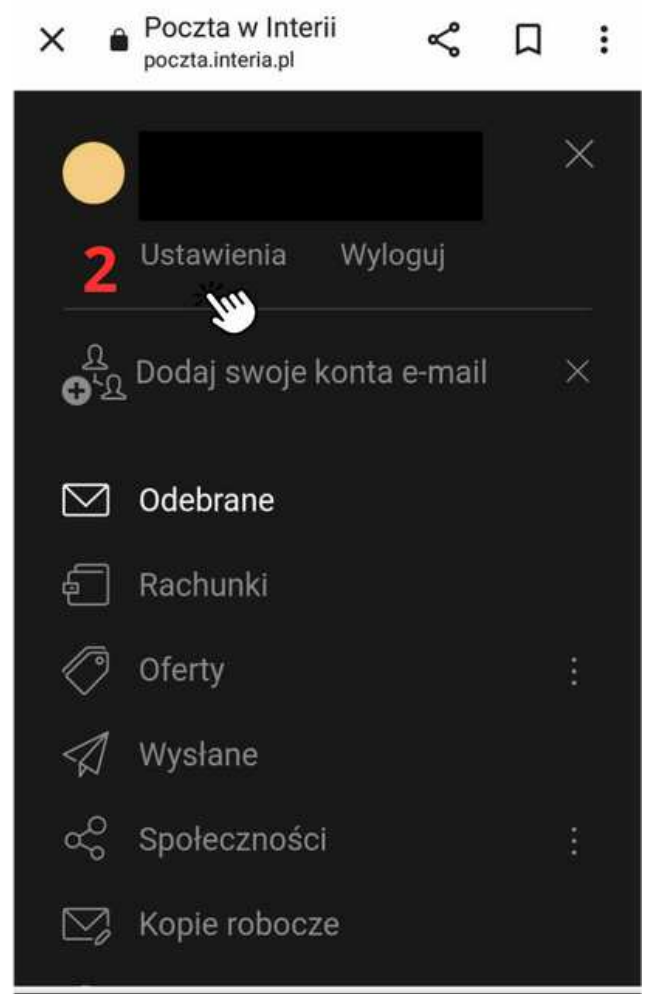 Poczta w Interii
poczta.interia.pl
2 Ustawienia Wyloguj
Dodaj swoje konta e-mail
Odebrane
Rachunki
Oferty
Wysłane
Społeczności
Kopie robocze